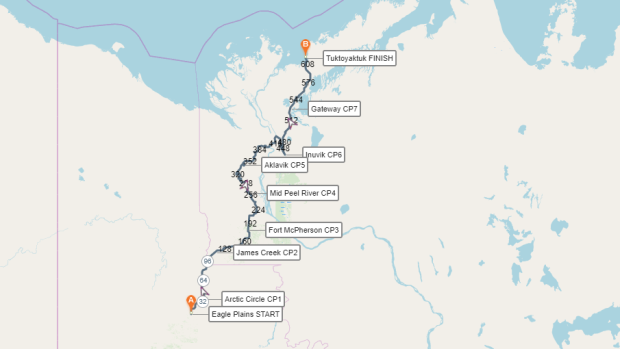 B
608
Tuktoyaktuk FINISH
576
544
Gateway CP7
512
480
416
448
Inuvik CP6
384
352
Aklavik CP5
320
288
256
Mid Peel River CP4
224
192
Fort McPherson CP3
160
128
James Creek CP2
96
64
A
32
Arctic Circle CP1
Eagle Plains START